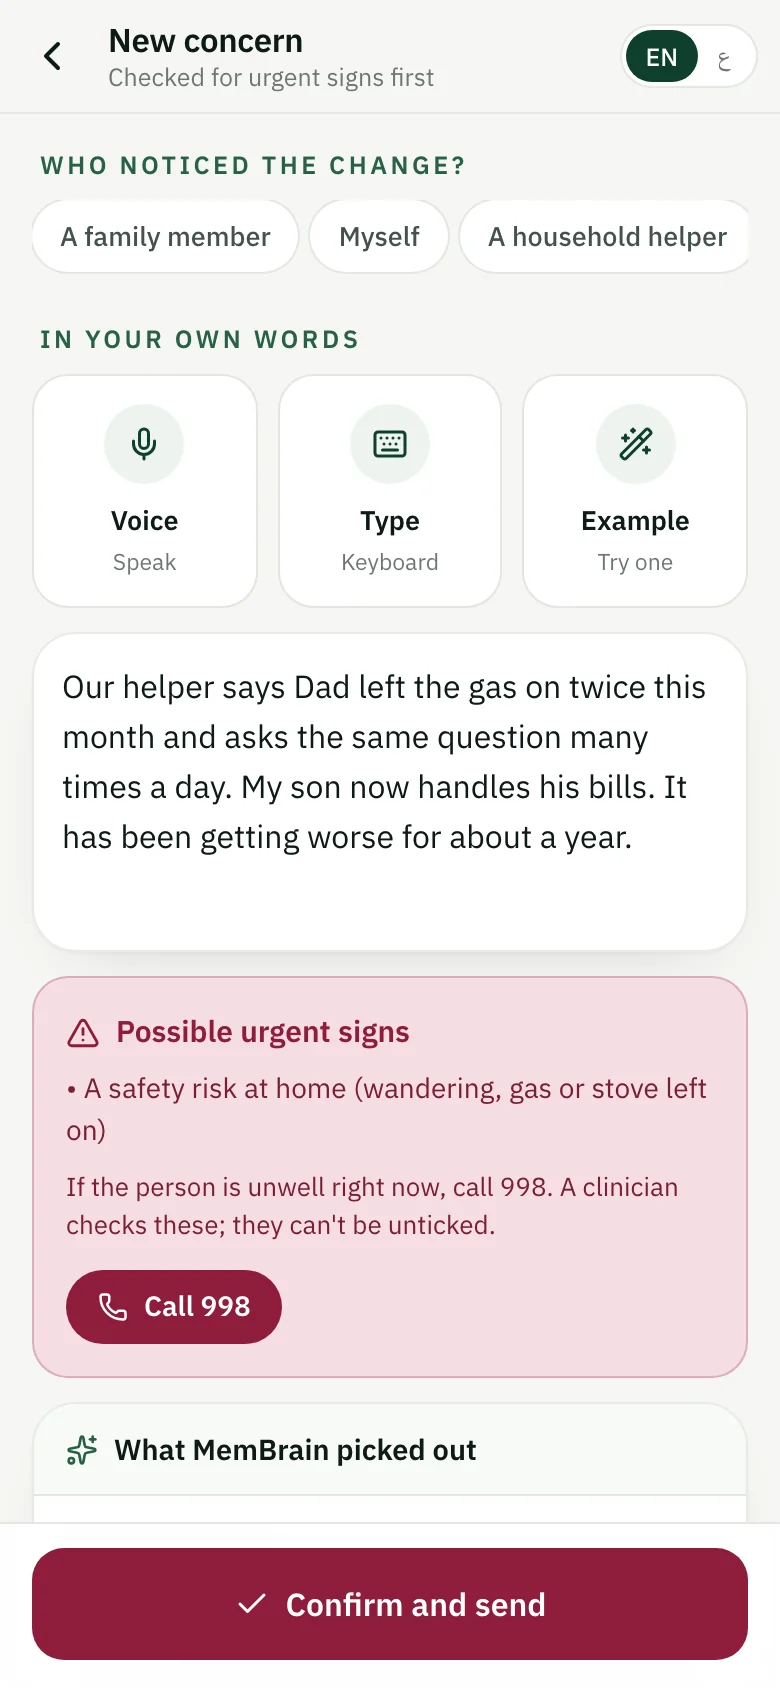 New concern
Checked for urgent signs first
EN
ع
WHO NOTICED THE CHANGE?
A family member
Myself
A household helper
IN YOUR OWN WORDS
Voice
Speak
Type
Keyboard
Example
Try one
Our helper says Dad left the gas on twice this
month and asks the same question many
times a day. My son now handles his bills. It
has been getting worse for about a year.
Possible urgent signs
• A safety risk at home (wandering, gas or stove left
on)
If the person is unwell right now, call 998. A clinician
checks these; they can't be unticked.
Call 998
What MemBrain picked out
Confirm and send